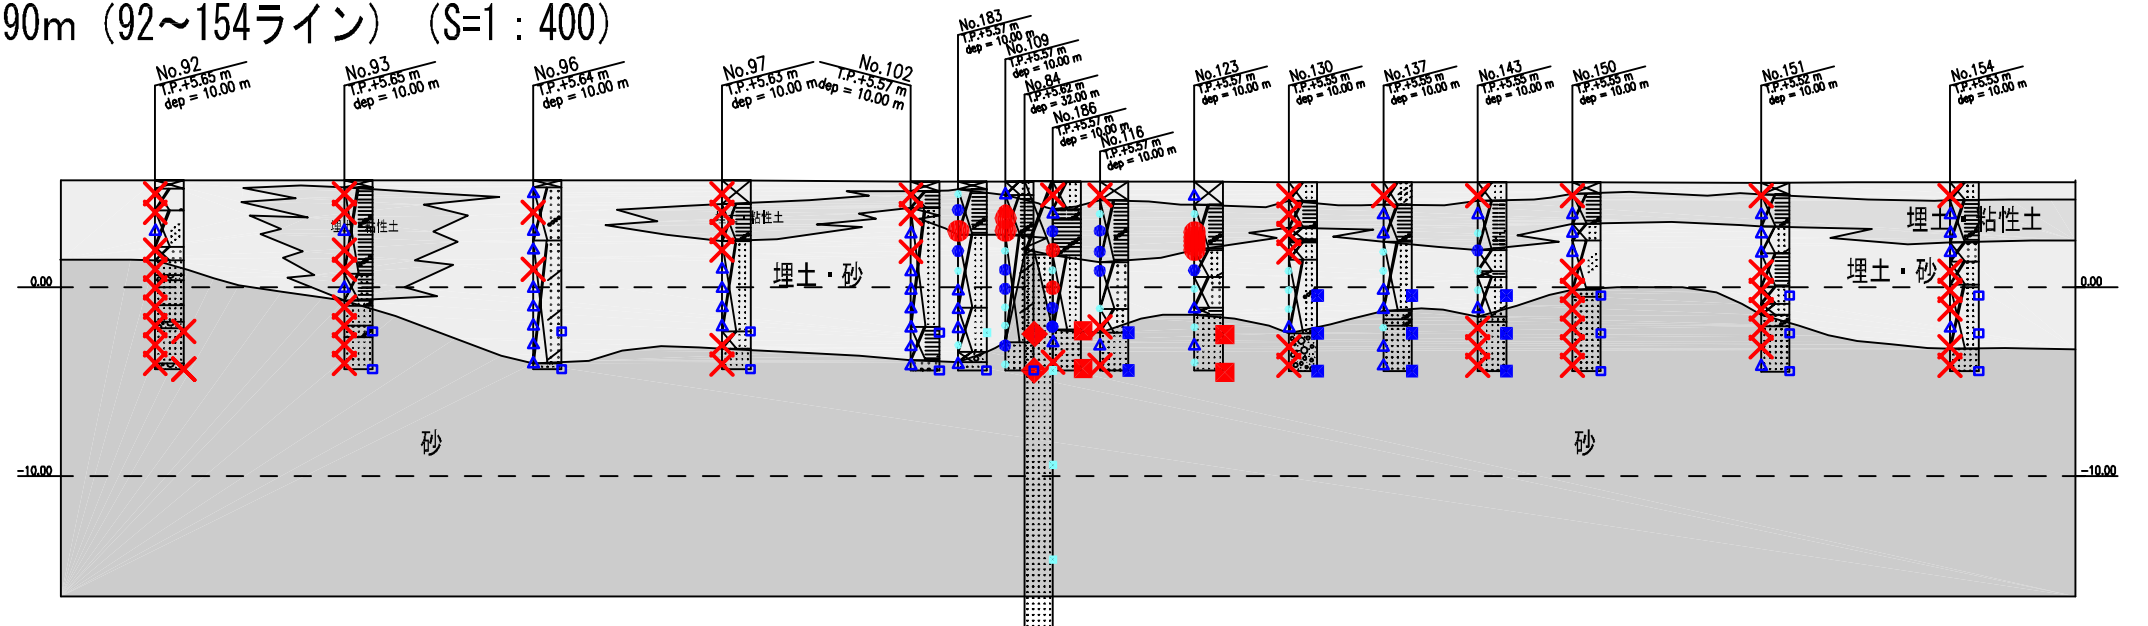 90m（92～154ライン）（S=1：400）
No.92
T.P.+5.65 m
dep = 10.00 m
No.93
T.P.+5.65 m
dep = 10.00 m
No.96
T.P.+5.64 m
dep = 10.00 m
No.97
T.P.+5.63 m
dep = 10.00 m
No.102
T.P.+5.57 m
dep = 10.00 m
No.183
T.P.+5.57 m
dep = 10.00 m
No.109
T.P.+5.57 m
dep = 10.00 m
No.84
T.P.+5.62 m
dep = 32.00 m
No.186
T.P.+5.57 m
dep = 10.00 m
No.116
T.P.+5.57 m
dep = 10.00 m
No.123
T.P.+5.57 m
dep = 10.00 m
No.130
T.P.+5.55 m
dep = 10.00 m
No.137
T.P.+5.55 m
dep = 10.00 m
No.143
T.P.+5.55 m
dep = 10.00 m
No.150
T.P.+5.55 m
dep = 10.00 m
No.151
T.P.+5.52 m
dep = 10.00 m
No.154
T.P.+5.53 m
dep = 10.00 m
埋土・粘性土
粘性土
埋土・粘性土
埋土・砂
埋土・砂
0.00
0.00
砂
砂
-10.00
-10.00